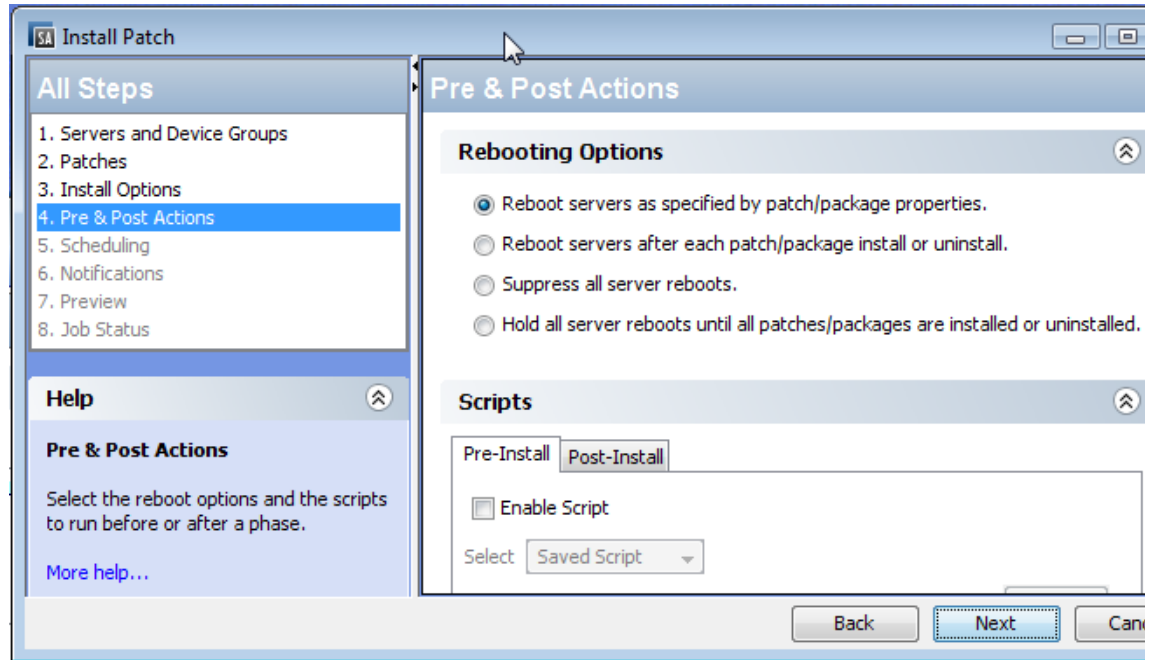 SA Install Patch
All Steps
1. Servers and Device Groups
2. Patches
3. Install Options
4. Pre & Post Actions
5. Scheduling
6. Notifications
7. Preview
8. Job Status
Help
Pre & Post Actions
Select the reboot options and the scripts
to run before or after a phase.
More help...
Pre & Post Actions
Rebooting Options
Reboot servers as specified by patch/package properties.
Reboot servers after each patch/package install or uninstall.
Suppress all server reboots.
Hold all server reboots until all patches/packages are installed or uninstalled.
Scripts
Pre-Install Post-Install
Enable Script
Select Saved Script
Back Next Can